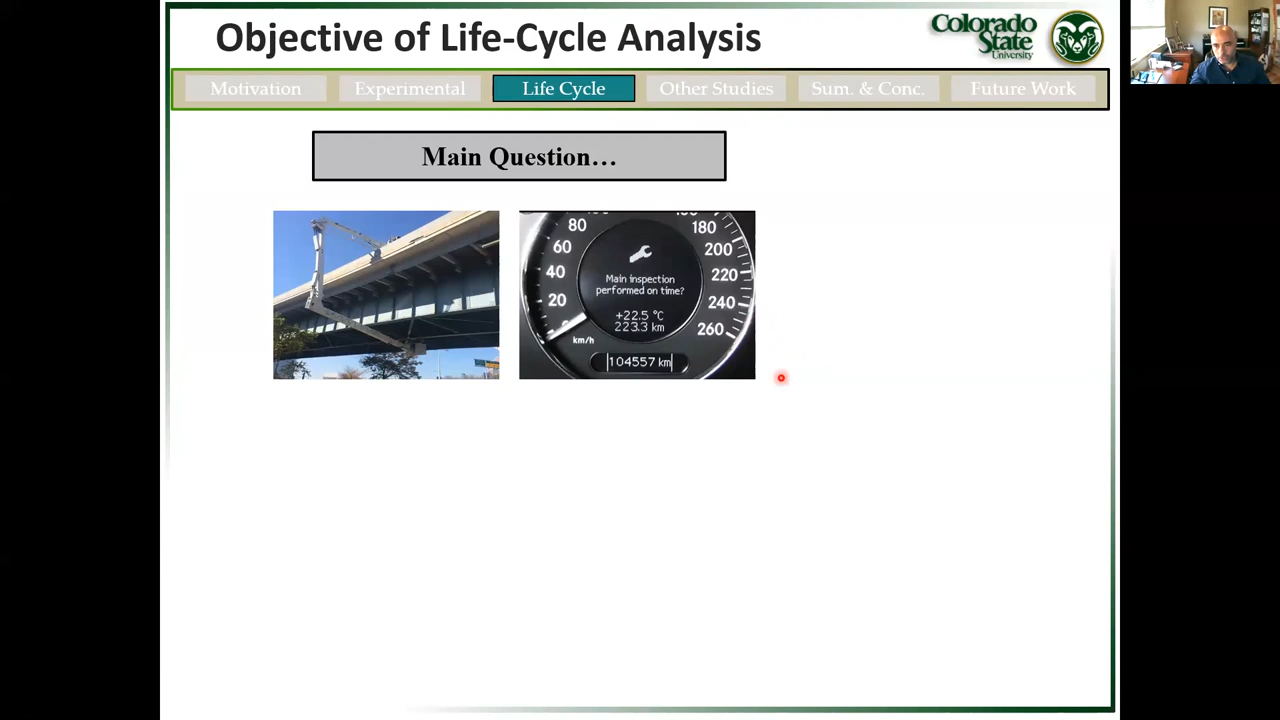 Objective of Life-Cycle Analysis
Colorado
State
University
Motivation
Experimental
Life Cycle
Other Studies
Sum. & Conc.
Future Work
Main Question…
80
60
40
20
km/h
180
200
220
240
260
Main inspection
performed on time?
+22.5 °C
223.3 km
104557 km